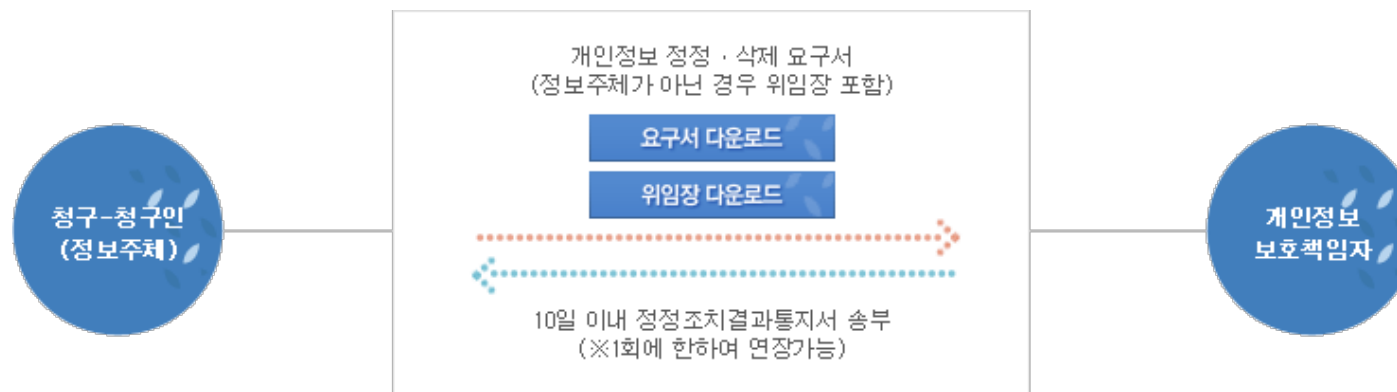 개인정보 정정 · 삭제 요구서
(정보주체가 아닌 경우 위임장 포함)
요구서 다운로드
위임장 다운로드
청구-청구인
(정보주체)
개인정보
보호책임자
10일 이내 정정조치결과통지서 송부
(※1회에 한하여 연장가능)